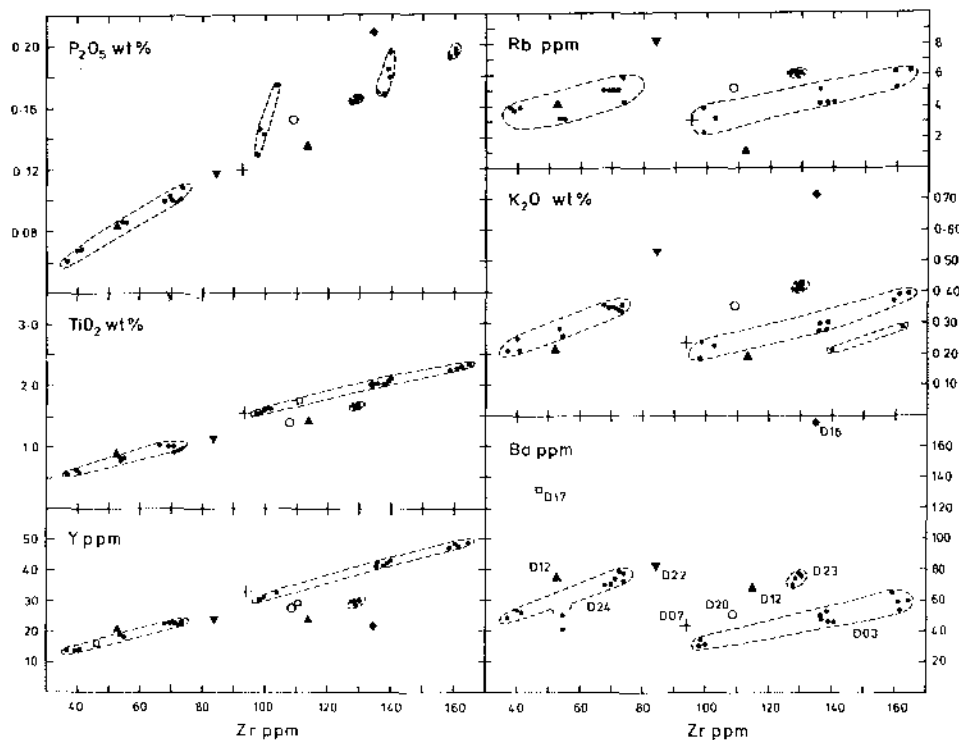 P₂O₅ wt %
0·20
0·15
0·12
0·08
TiO₂ wt %
3·0
2·0
1·0
Y ppm
50
40
30
20
10
40 60 80 100 120 140 160
Zr ppm
Rb ppm
8
6
4
2
K₂O wt %
0·70
0·60
0·50
0·40
0·30
0·20
0·10
Ba ppm
D16
D17
D12
D24
D22
D23
D20
D12
D07
D03
160
140
120
100
80
60
40
20
40 60 80 100 120 140 160
Zr ppm